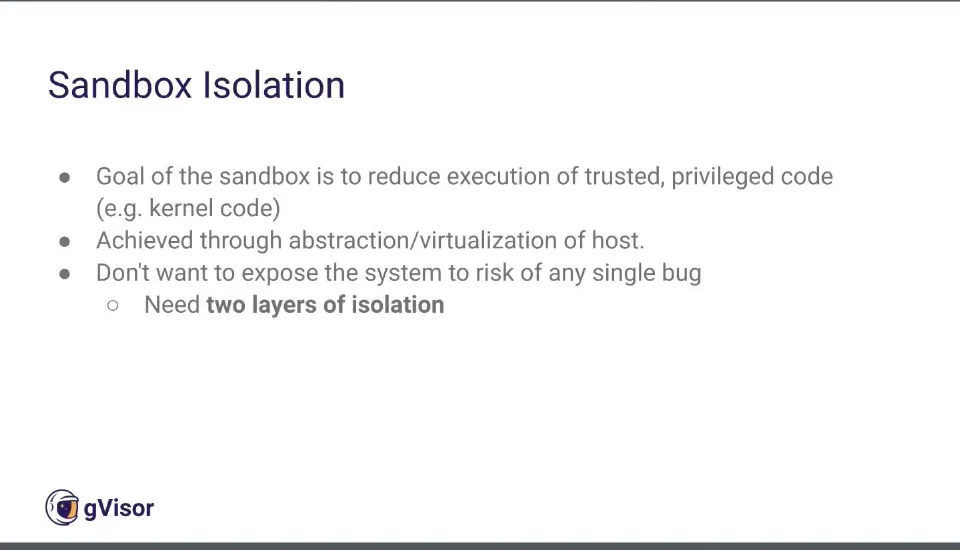 Sandbox Isolation
● Goal of the sandbox is to reduce execution of trusted, privileged code
(e.g. kernel code)
● Achieved through abstraction/virtualization of host.
● Don't want to expose the system to risk of any single bug
○ Need two layers of isolation
gVisor